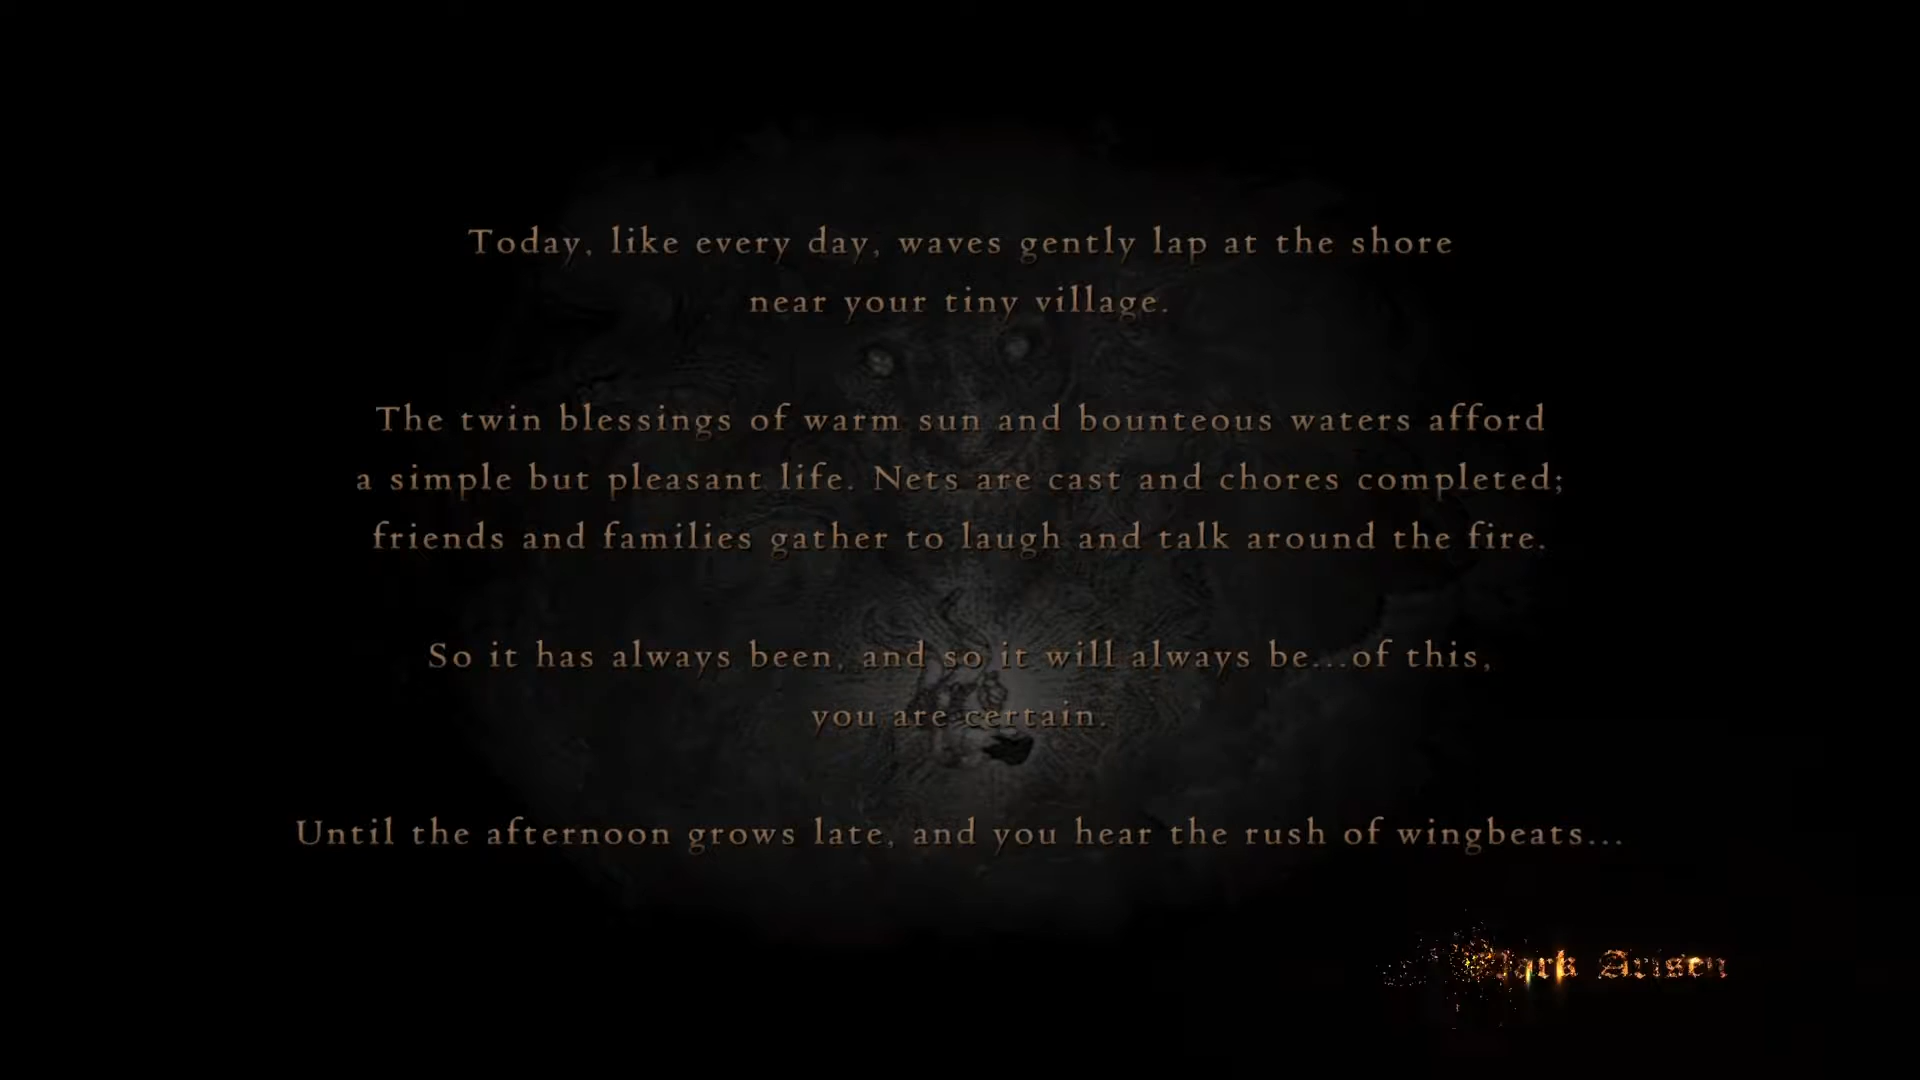 Today, like every day, waves gently lap at the shore
near your tiny village.
The twin blessings of warm sun and bounteous waters afford
a simple but pleasant life. Nets are cast and chores completed;
friends and families gather to laugh and talk around the fire.
So it has always been, and so it will always be...of this,
you are certain.
Until the afternoon grows late, and you hear the rush of wingbeats...
Arisen